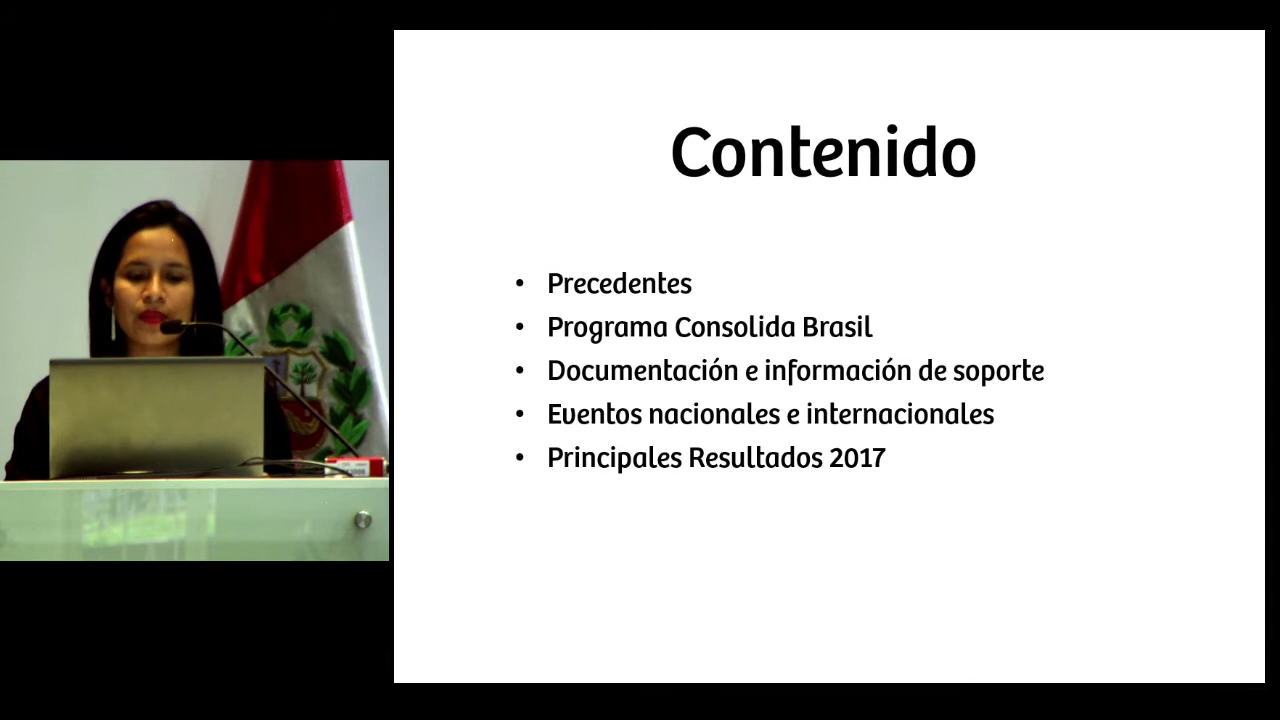 Contenido
• Precedentes
• Programa Consolida Brasil
• Documentación e información de soporte
• Eventos nacionales e internacionales
• Principales Resultados 2017